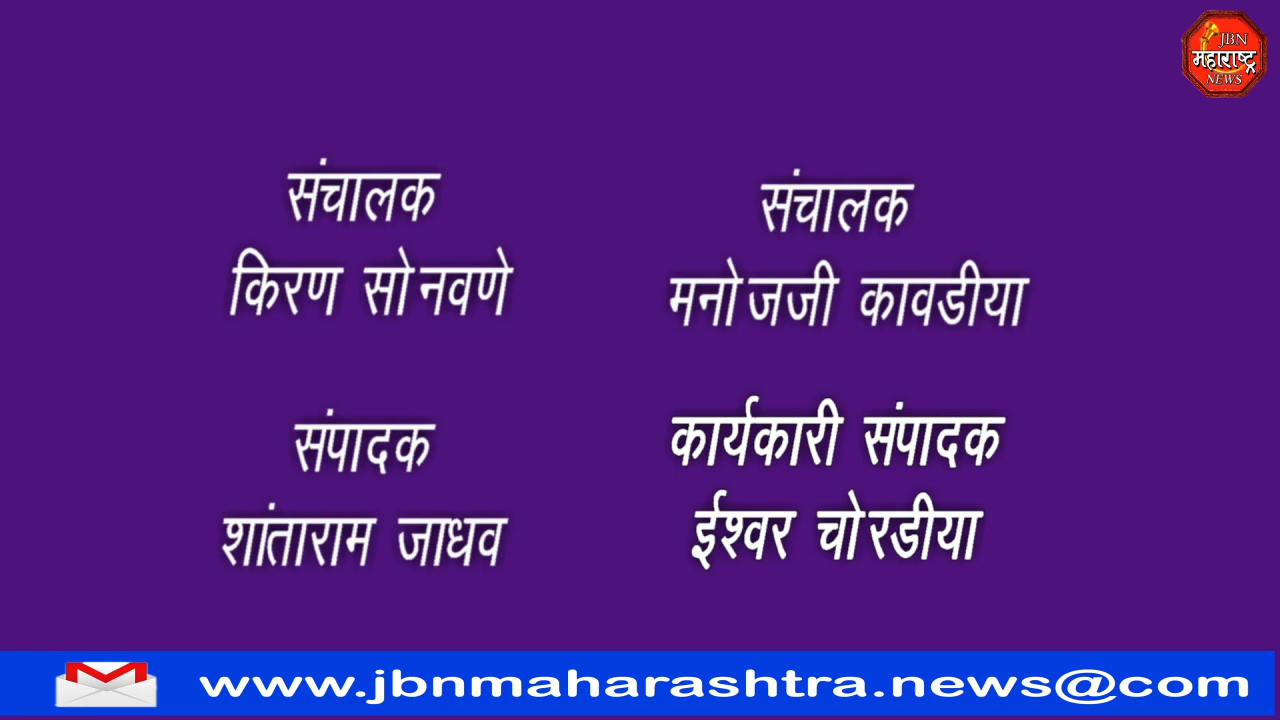 JBN
महाराष्ट्र
NEWS
संचालक
किरण सोनवणे
संचालक
मनोजजी कावडीया
संपादक
शांताराम जाधव
कार्यकारी संपादक
ईश्वर चोरडीया
www.jbnmaharashtra.news@com